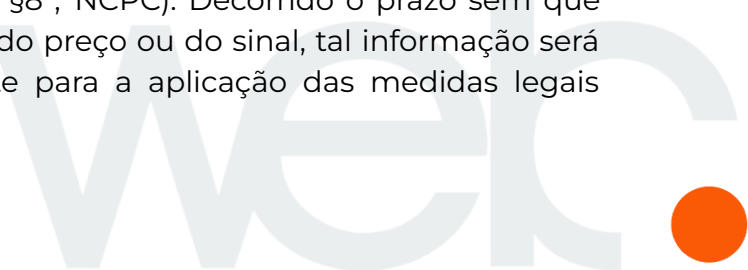 §8º, NCPC). Decorrido o prazo sem que
do preço ou do sinal, tal informação será
para a aplicação das medidas legais